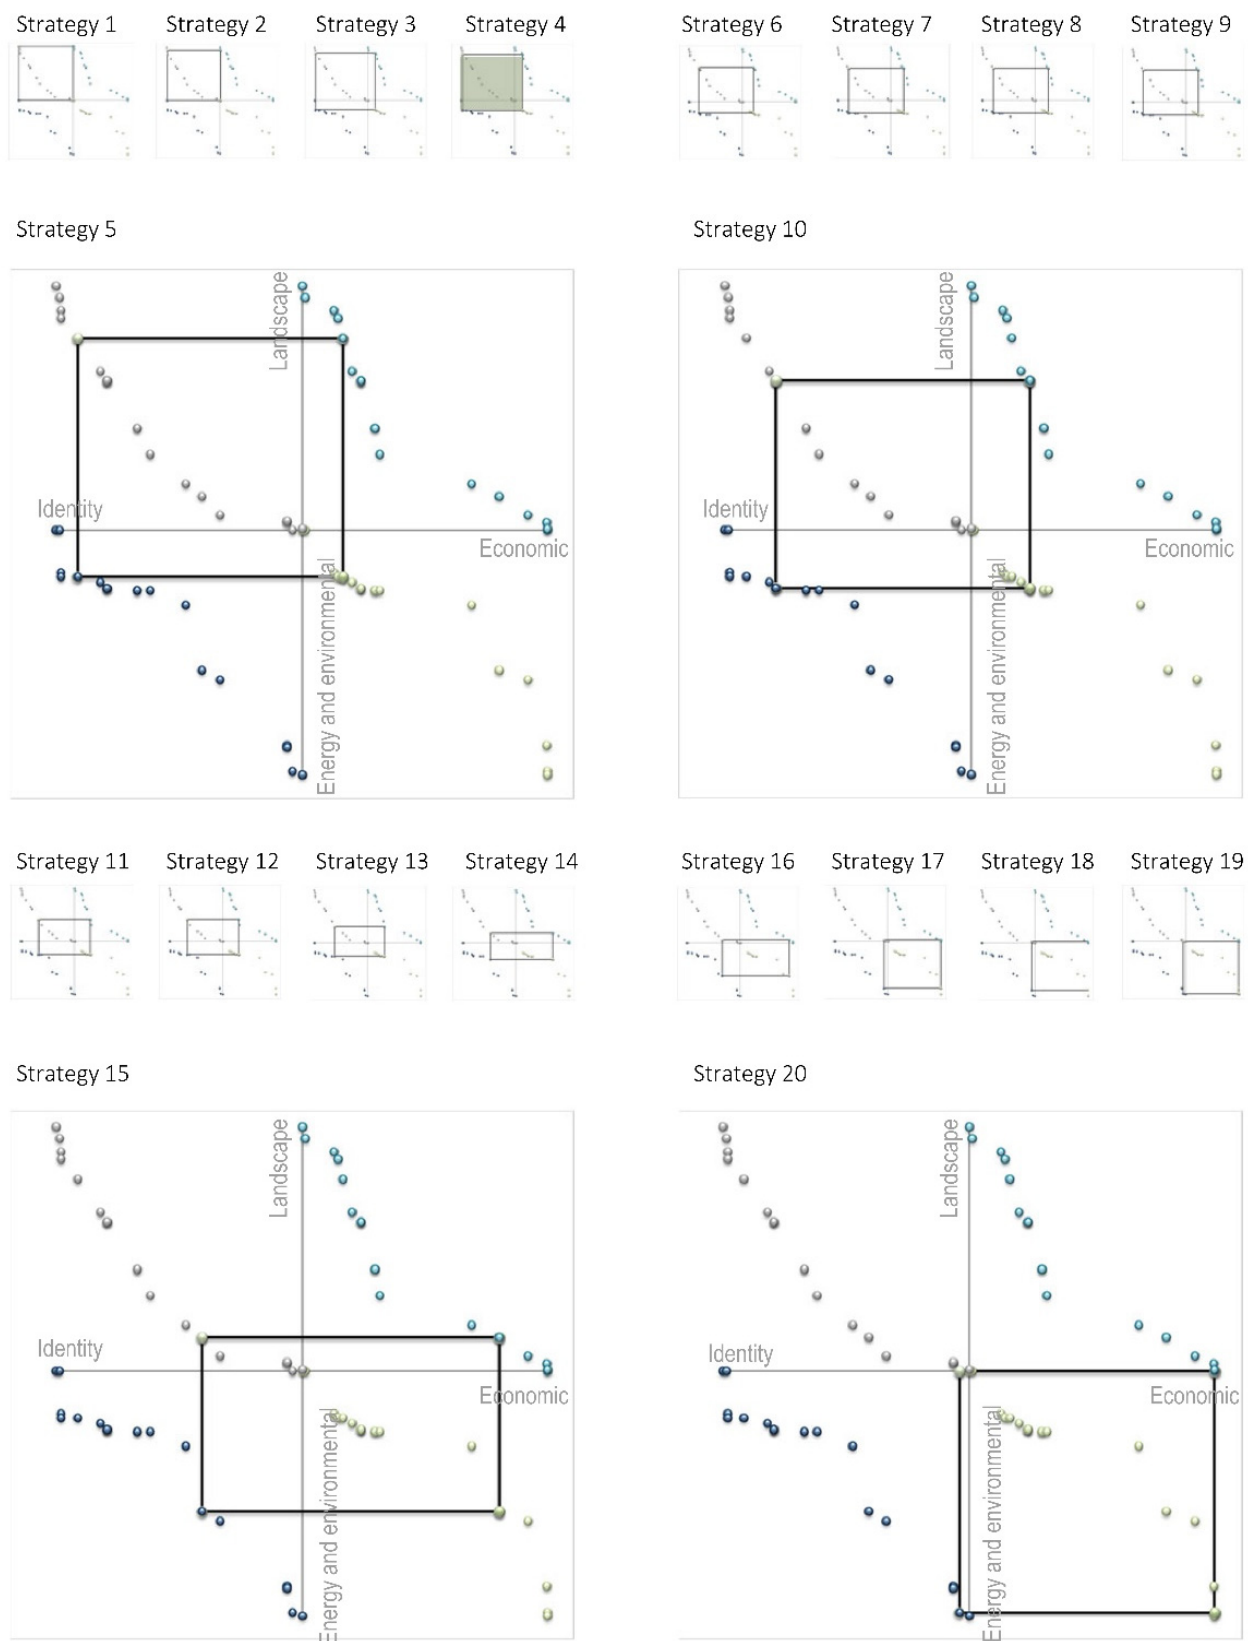 Strategy 1
Strategy 2
Strategy 3
Strategy 4
Strategy 6
Strategy 7
Strategy 8
Strategy 9
Strategy 5
Strategy 10
Landscape
Identity
Economic
Energy and environmental
Landscape
Identity
Economic
Energy and environmental
Strategy 11
Strategy 12
Strategy 13
Strategy 14
Strategy 16
Strategy 17
Strategy 18
Strategy 19
Strategy 15
Strategy 20
Landscape
Identity
Economic
Energy and environmental
Landscape
Identity
Economic
Energy and environmental